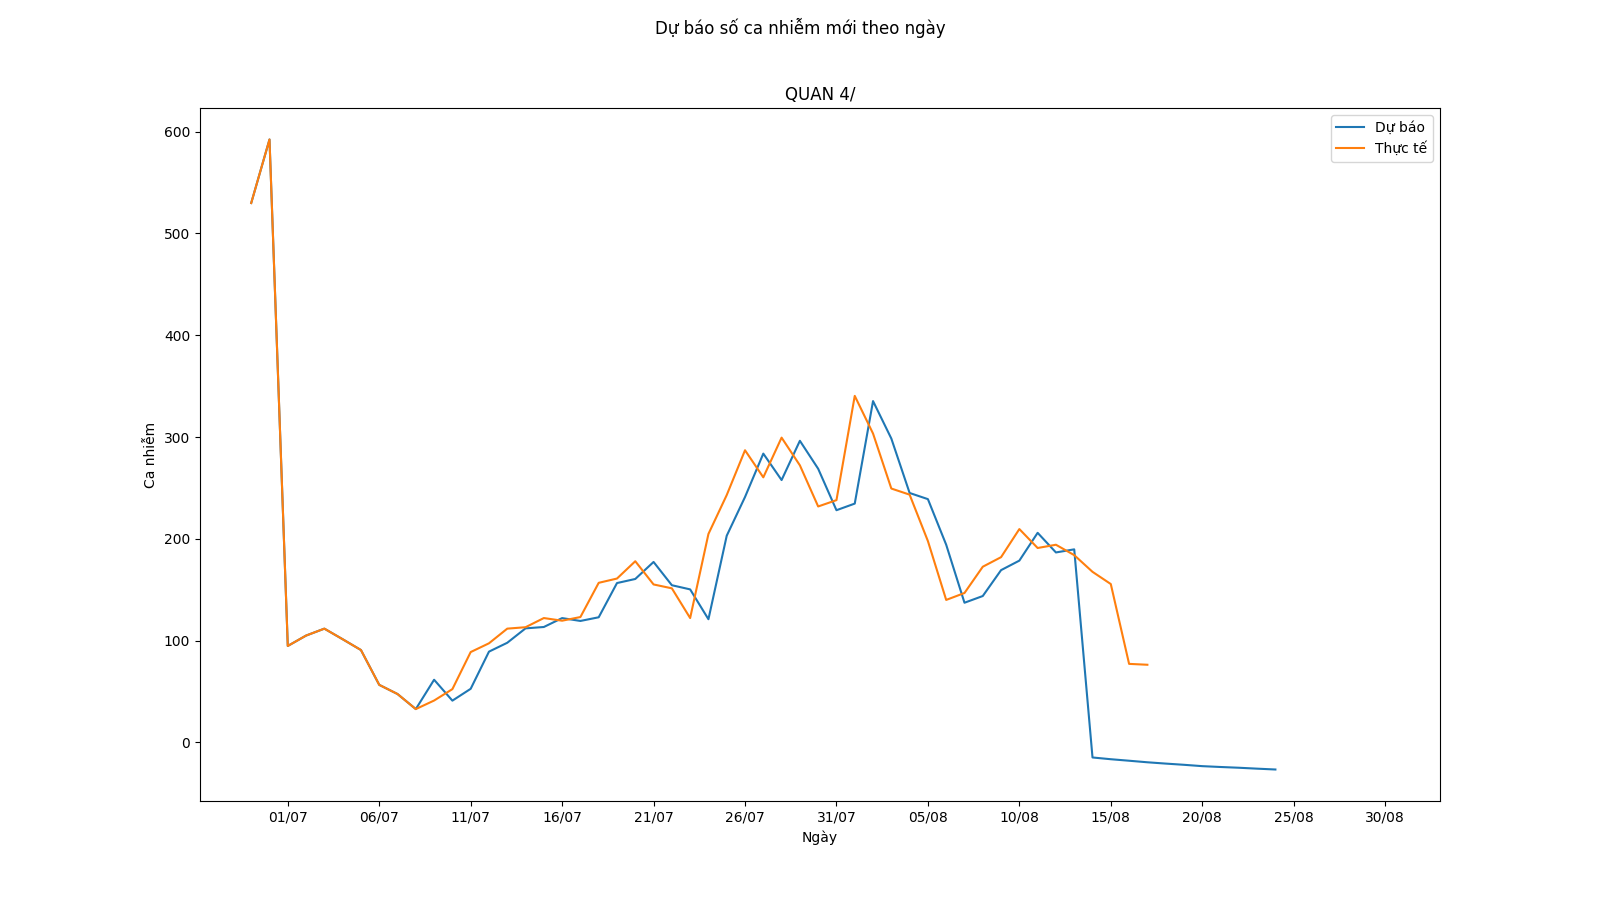 Dự báo số ca nhiễm mới theo ngày
QUAN 4/
Dự báo
Thực tế
600
500
400
300
200
100
0
Ca nhiễm
01/07 06/07 11/07 16/07 21/07 26/07 31/07 05/08 10/08 15/08 20/08 25/08 30/08
Ngày